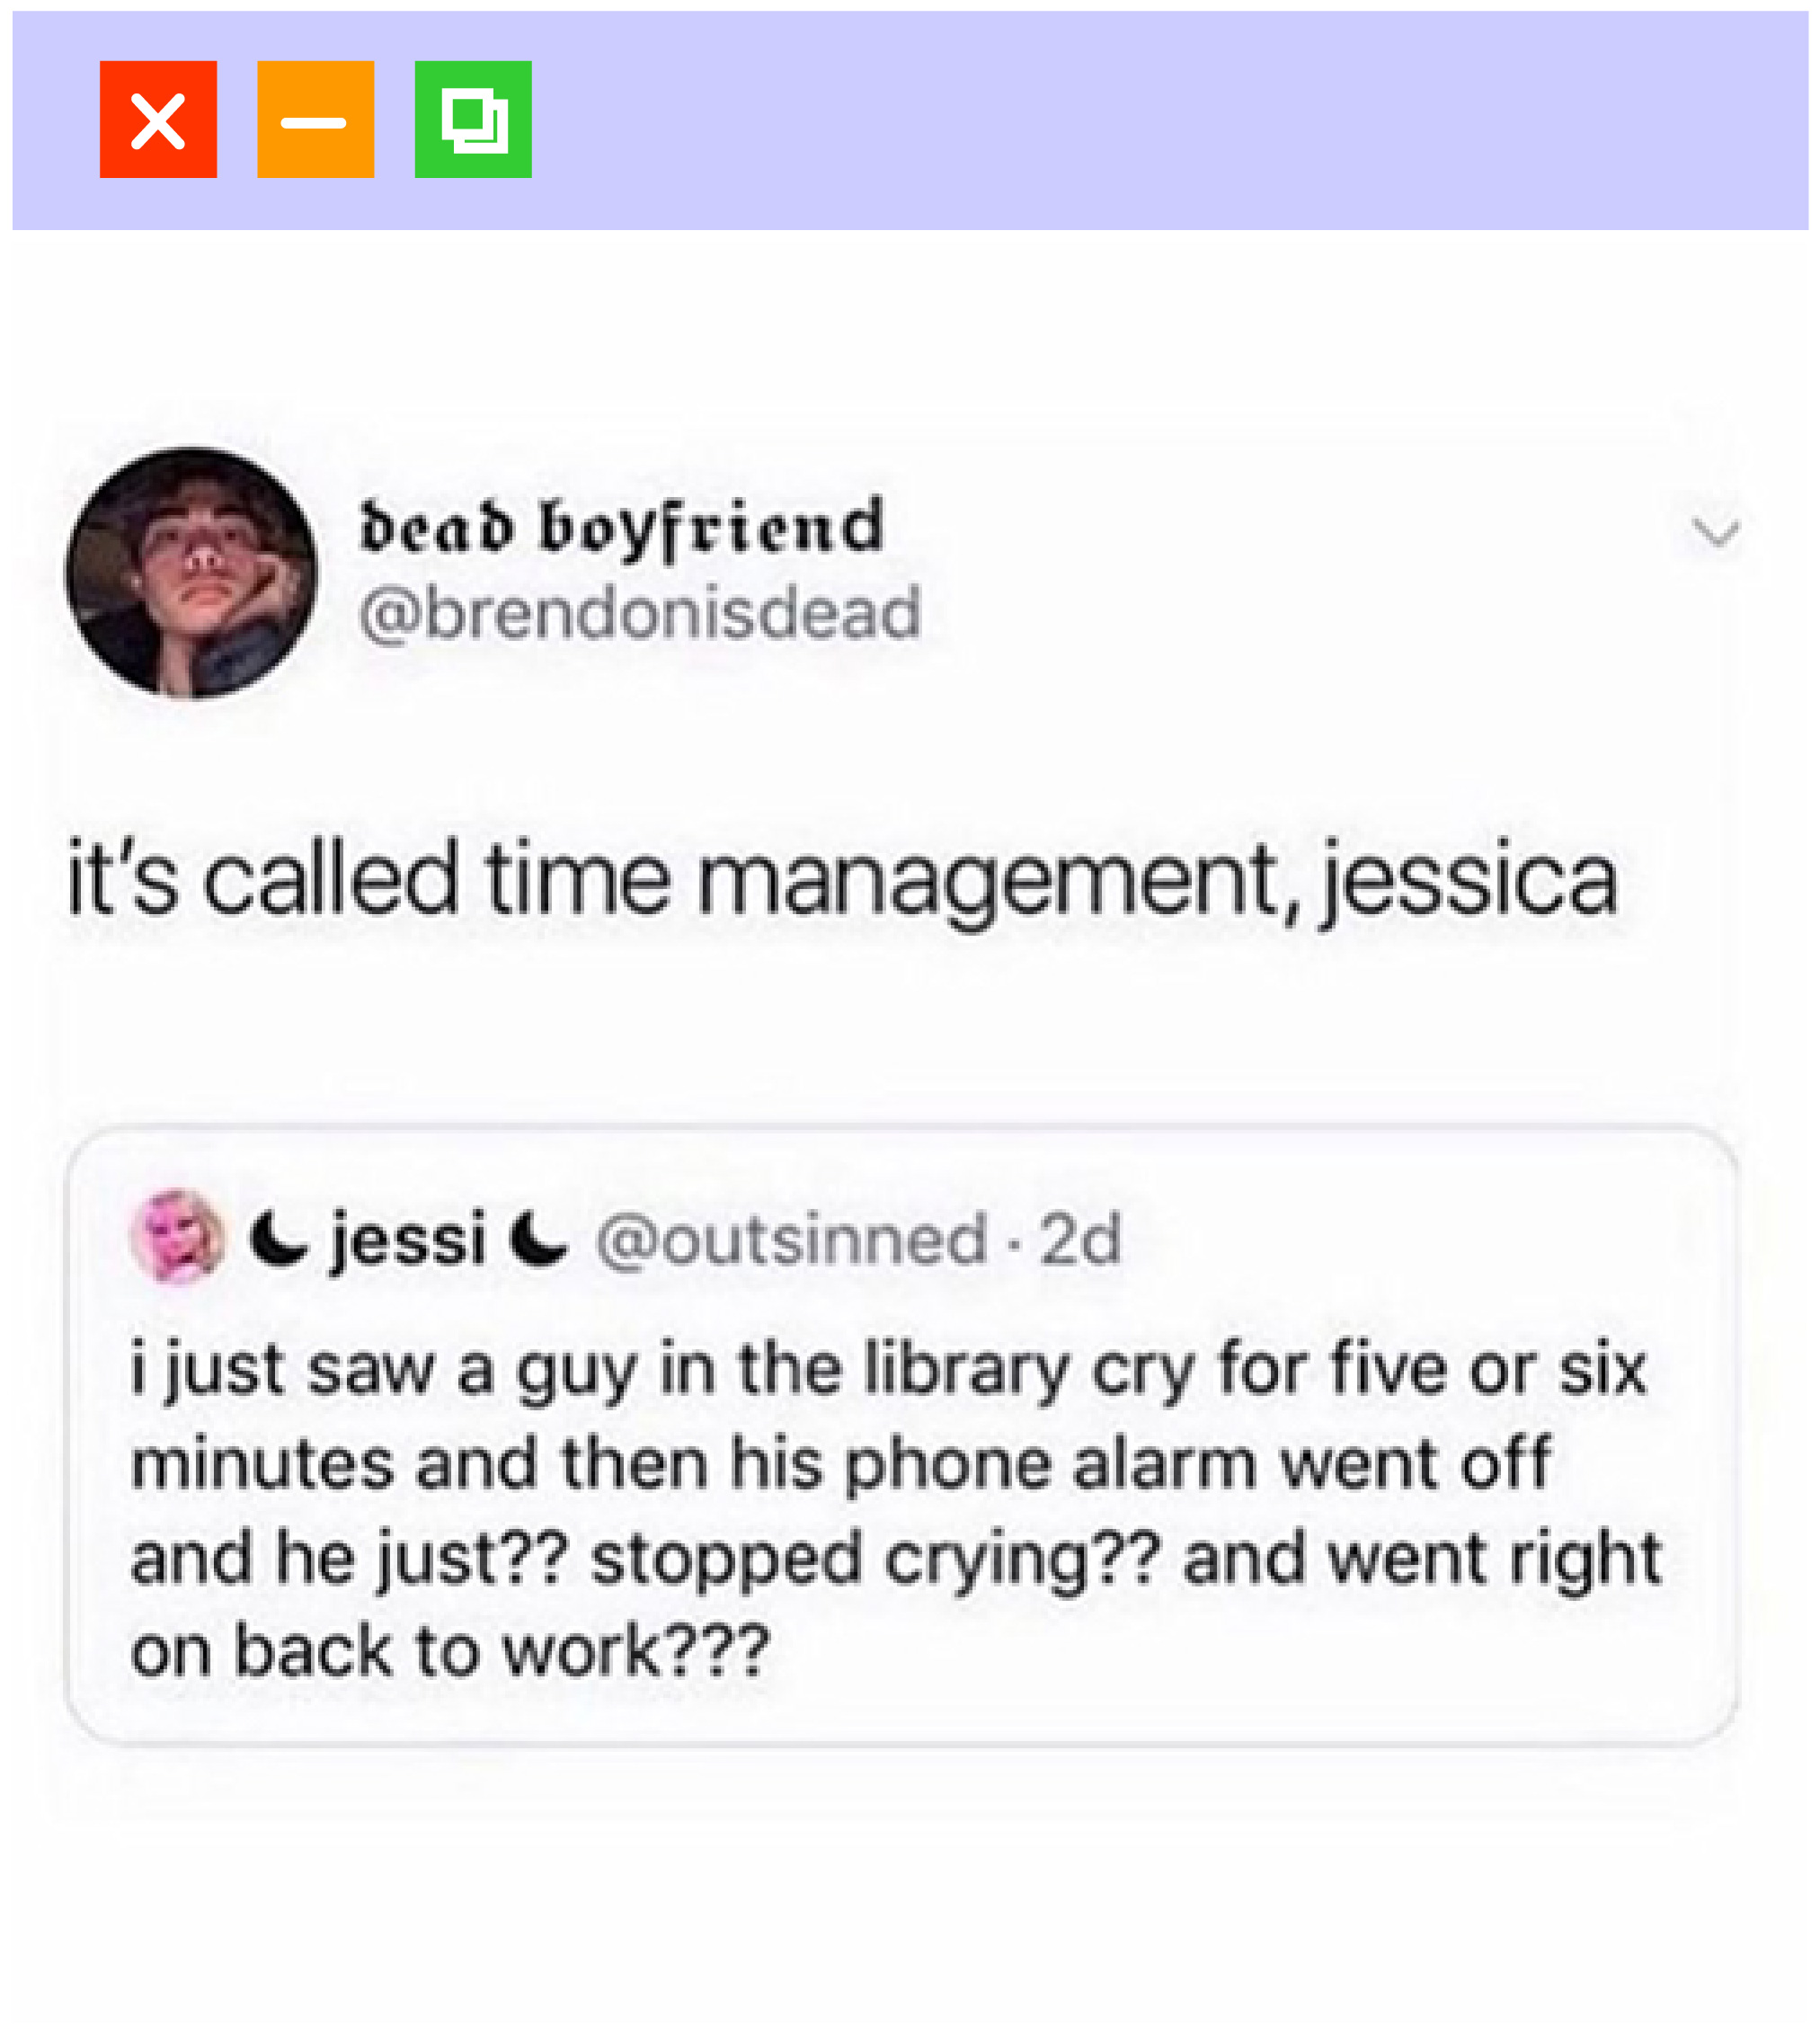 dead boyfriend
@brendonisdead
it's called time management, jessica
jessi @outsinned · 2d
i just saw a guy in the library cry for five or six
minutes and then his phone alarm went off
and he just?? stopped crying?? and went right
on back to work???